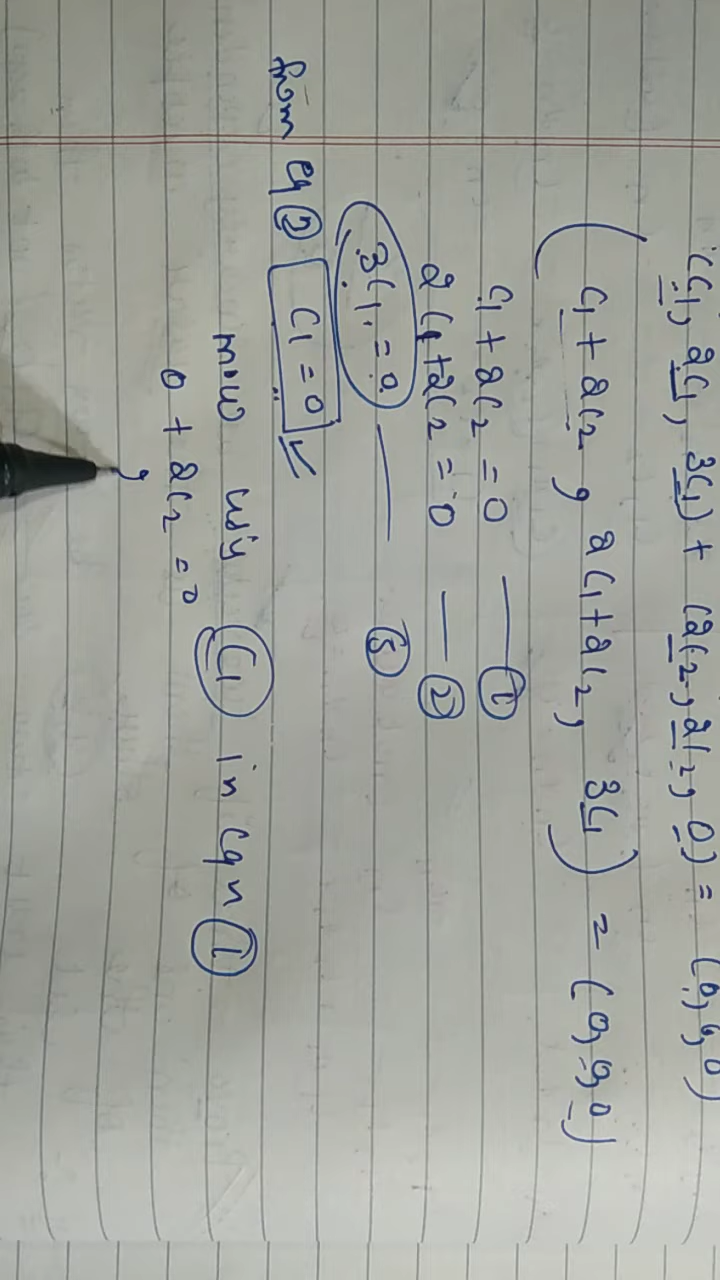 (C1, 2C1, 3C1) + (2C2, 2C2, 0) = (0, 0, 0)
(C1 + 2C2, 2C1 + 2C2, 3C1) = (0, 0, 0)
C1 + 2C2 = 0 — ①
2C1 + 2C2 = 0 — ②
3C1 = 0 — ③
from eq ③ C1 = 0 ✓
now C1 in eqn ①
0 + 2C2 = 0